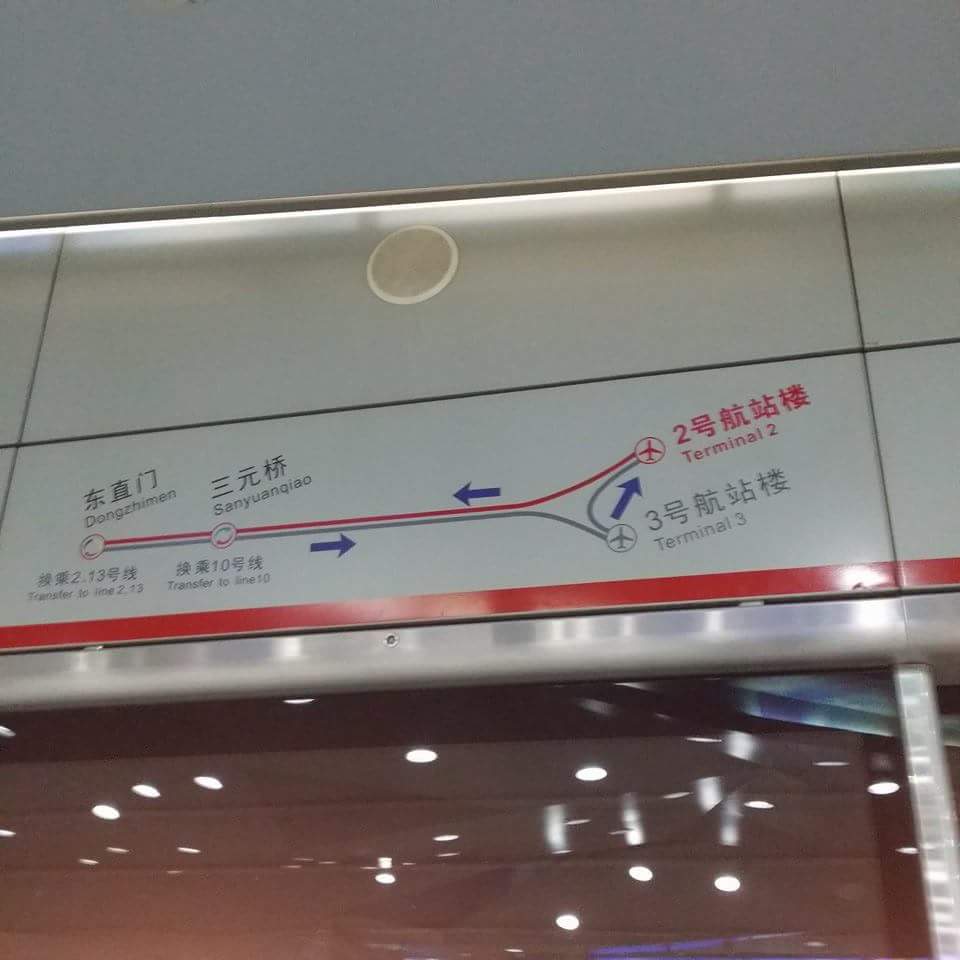 东直门
Dongzhimen
换乘2.13号线
Transfer to line 2.13
三元桥
Sanyuanqiao
换乘10号线
Transfer to line10
2号航站楼
Terminal 2
3号航站楼
Terminal 3